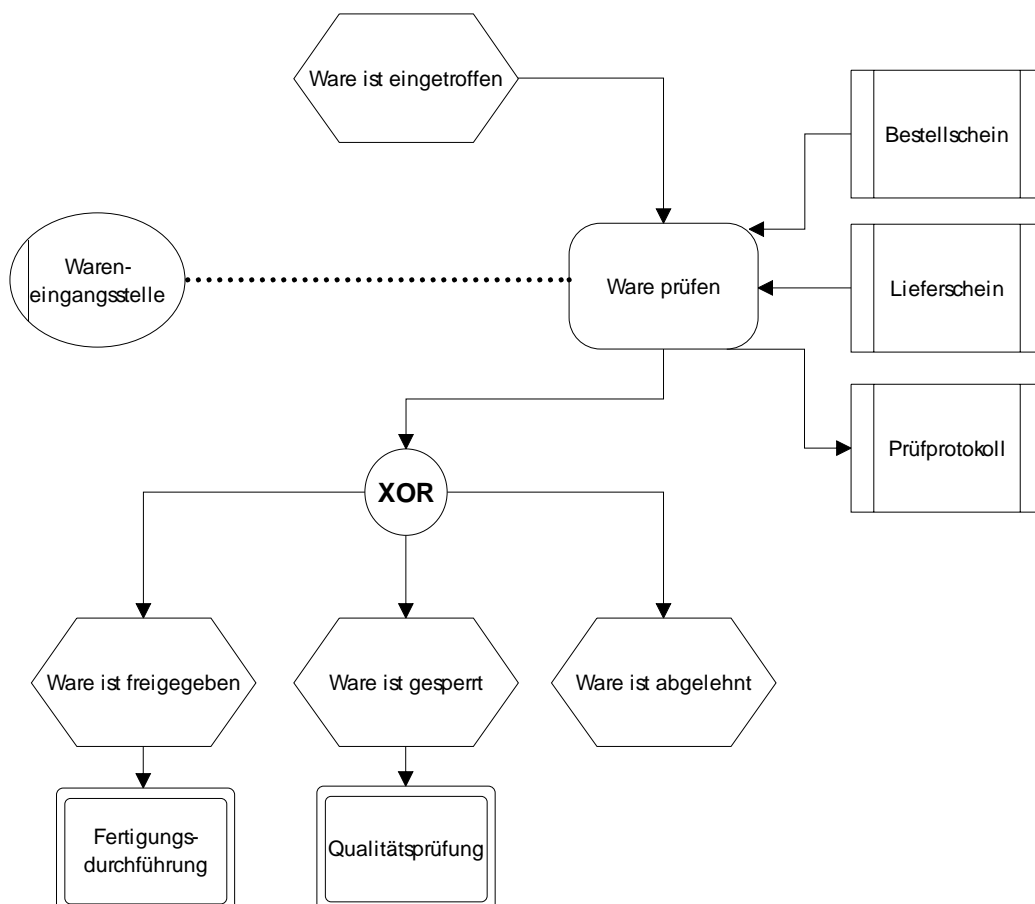 Ware ist eingetroffen
Bestellschein
Waren-
eingangsstelle
Ware prüfen
Lieferschein
Prüfprotokoll
XOR
Ware ist freigegeben
Ware ist gesperrt
Ware ist abgelehnt
Fertigungs-
durchführung
Qualitätsprüfung